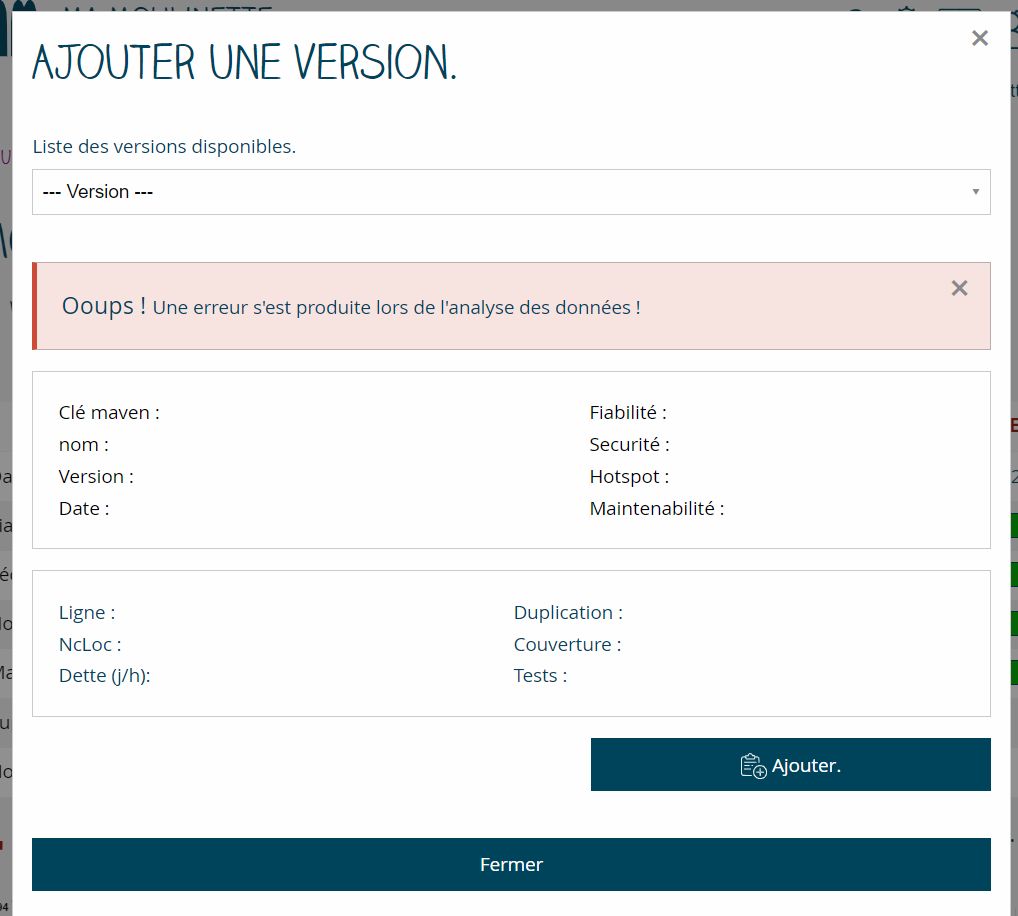 AJOUTER UNE VERSION.
Liste des versions disponibles.
--- Version ---
Ooups ! Une erreur s'est produite lors de l'analyse des données !
Clé maven :
nom :
Version :
Date :
Fiabilité :
Securité :
Hotspot :
Maintenabilité :
Ligne :
NcLoc :
Dette (j/h):
Duplication :
Couverture :
Tests :
Ajouter.
Fermer